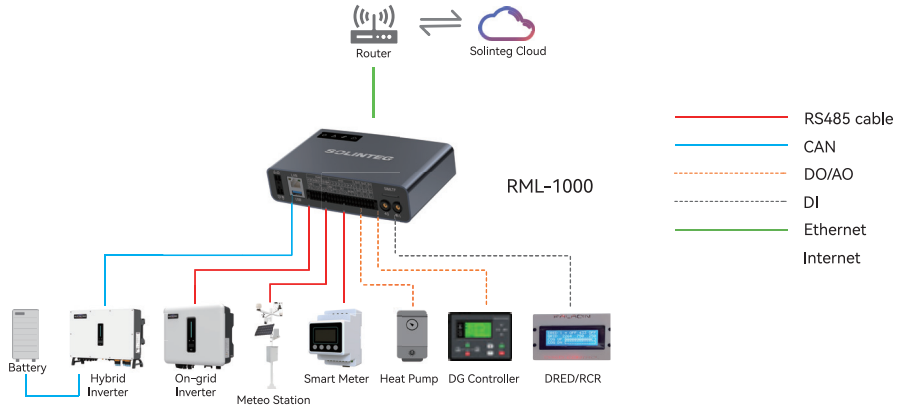 Router
Solinteg Cloud
SOLINTEG
RML-1000
RS485 cable
CAN
DO/AO
DI
Ethernet
Internet
Battery
Hybrid
Inverter
On-grid
Inverter
Meteo Station
Smart Meter
Heat Pump
DG Controller
DRED/RCR